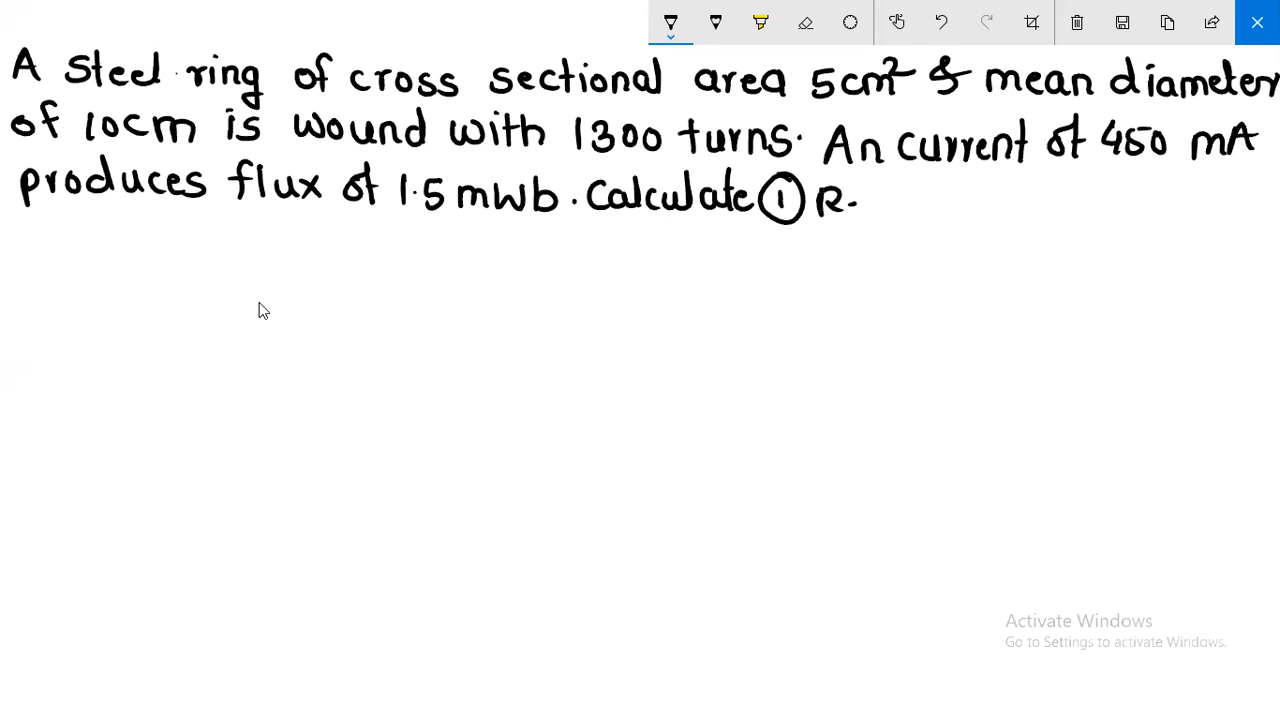 A Steel ring of cross sectional area 5cm² & mean diameter
of 10cm is wound with 1300 turns. An current of 450 mA
produces flux of 1.5 mwb. Calculate ① R.
Activate Windows
Go to Settings to activate Windows.